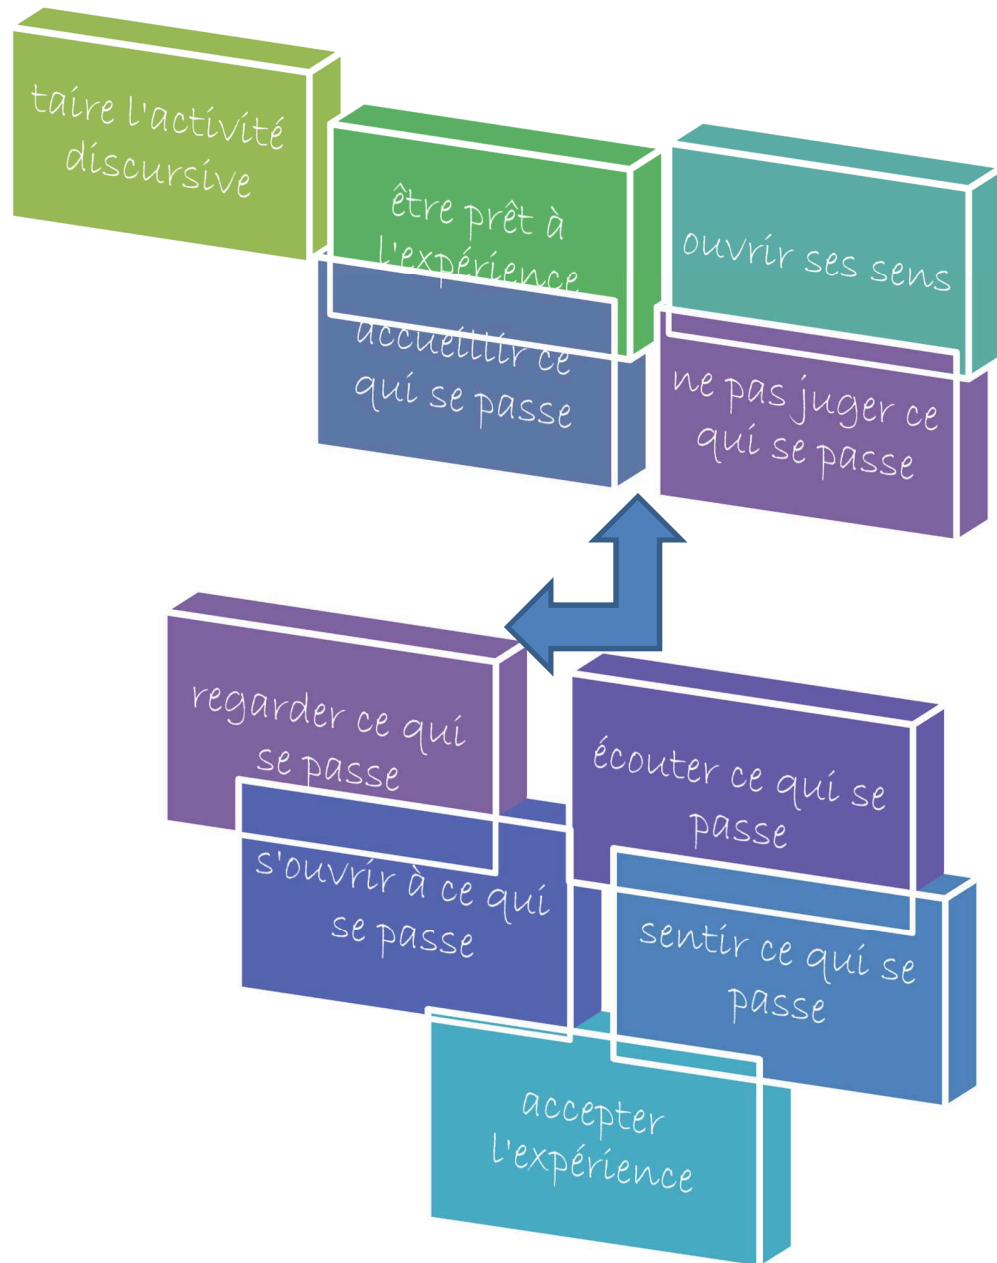 taire l'activité
discursive
être prêt à
l'expérience
ouvrir ses sens
accueillir ce
qui se passe
ne pas juger ce
qui se passe
regarder ce qui
se passe
écouter ce qui se
passe
s'ouvrir à ce qui
se passe
sentir ce qui se
passe
accepter
l'expérience